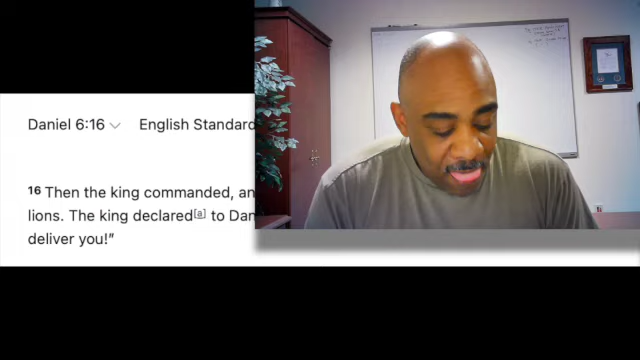 Daniel 6:16 English Standard
16 Then the king commanded, an
lions. The king declared[a] to Dan
deliver you!”